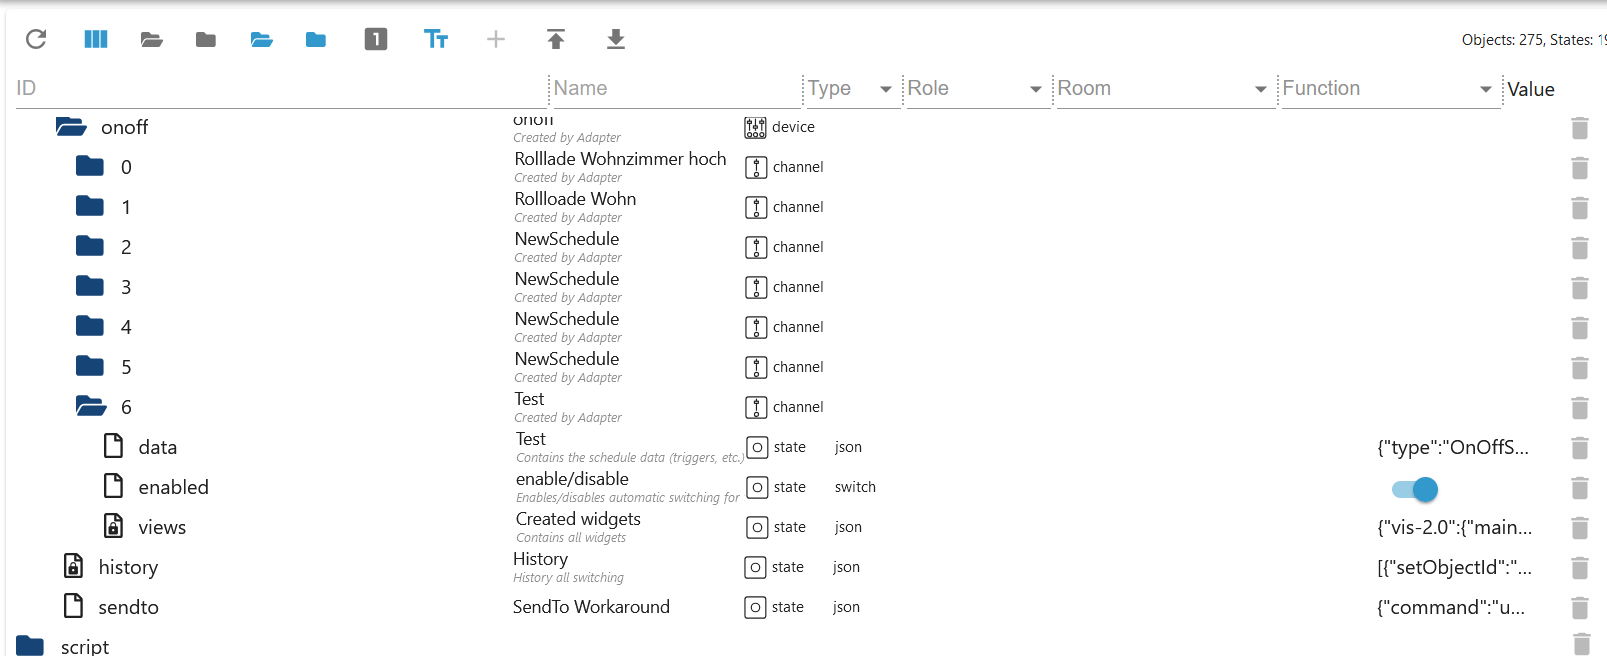 1
Objects: 275, States: 19
ID Name Type Role Room Function Value
onoff onoff device
Created by Adapter
0 Rolllade Wohnzimmer hoch channel
Created by Adapter
1 Rollloade Wohn channel
Created by Adapter
2 NewSchedule channel
Created by Adapter
3 NewSchedule channel
Created by Adapter
4 NewSchedule channel
Created by Adapter
5 NewSchedule channel
Created by Adapter
6 Test channel
Created by Adapter
data Test state json {"type":"OnOffS...
Contains the schedule data (triggers, etc.)
enabled enable/disable state switch
Enables/disables automatic switching for
views Created widgets state json {"vis-2.0":{"main...
Contains all widgets
history History state json [{"setObjectId":"...
History all switching
sendto SendTo Workaround state json {"command":"u...
script